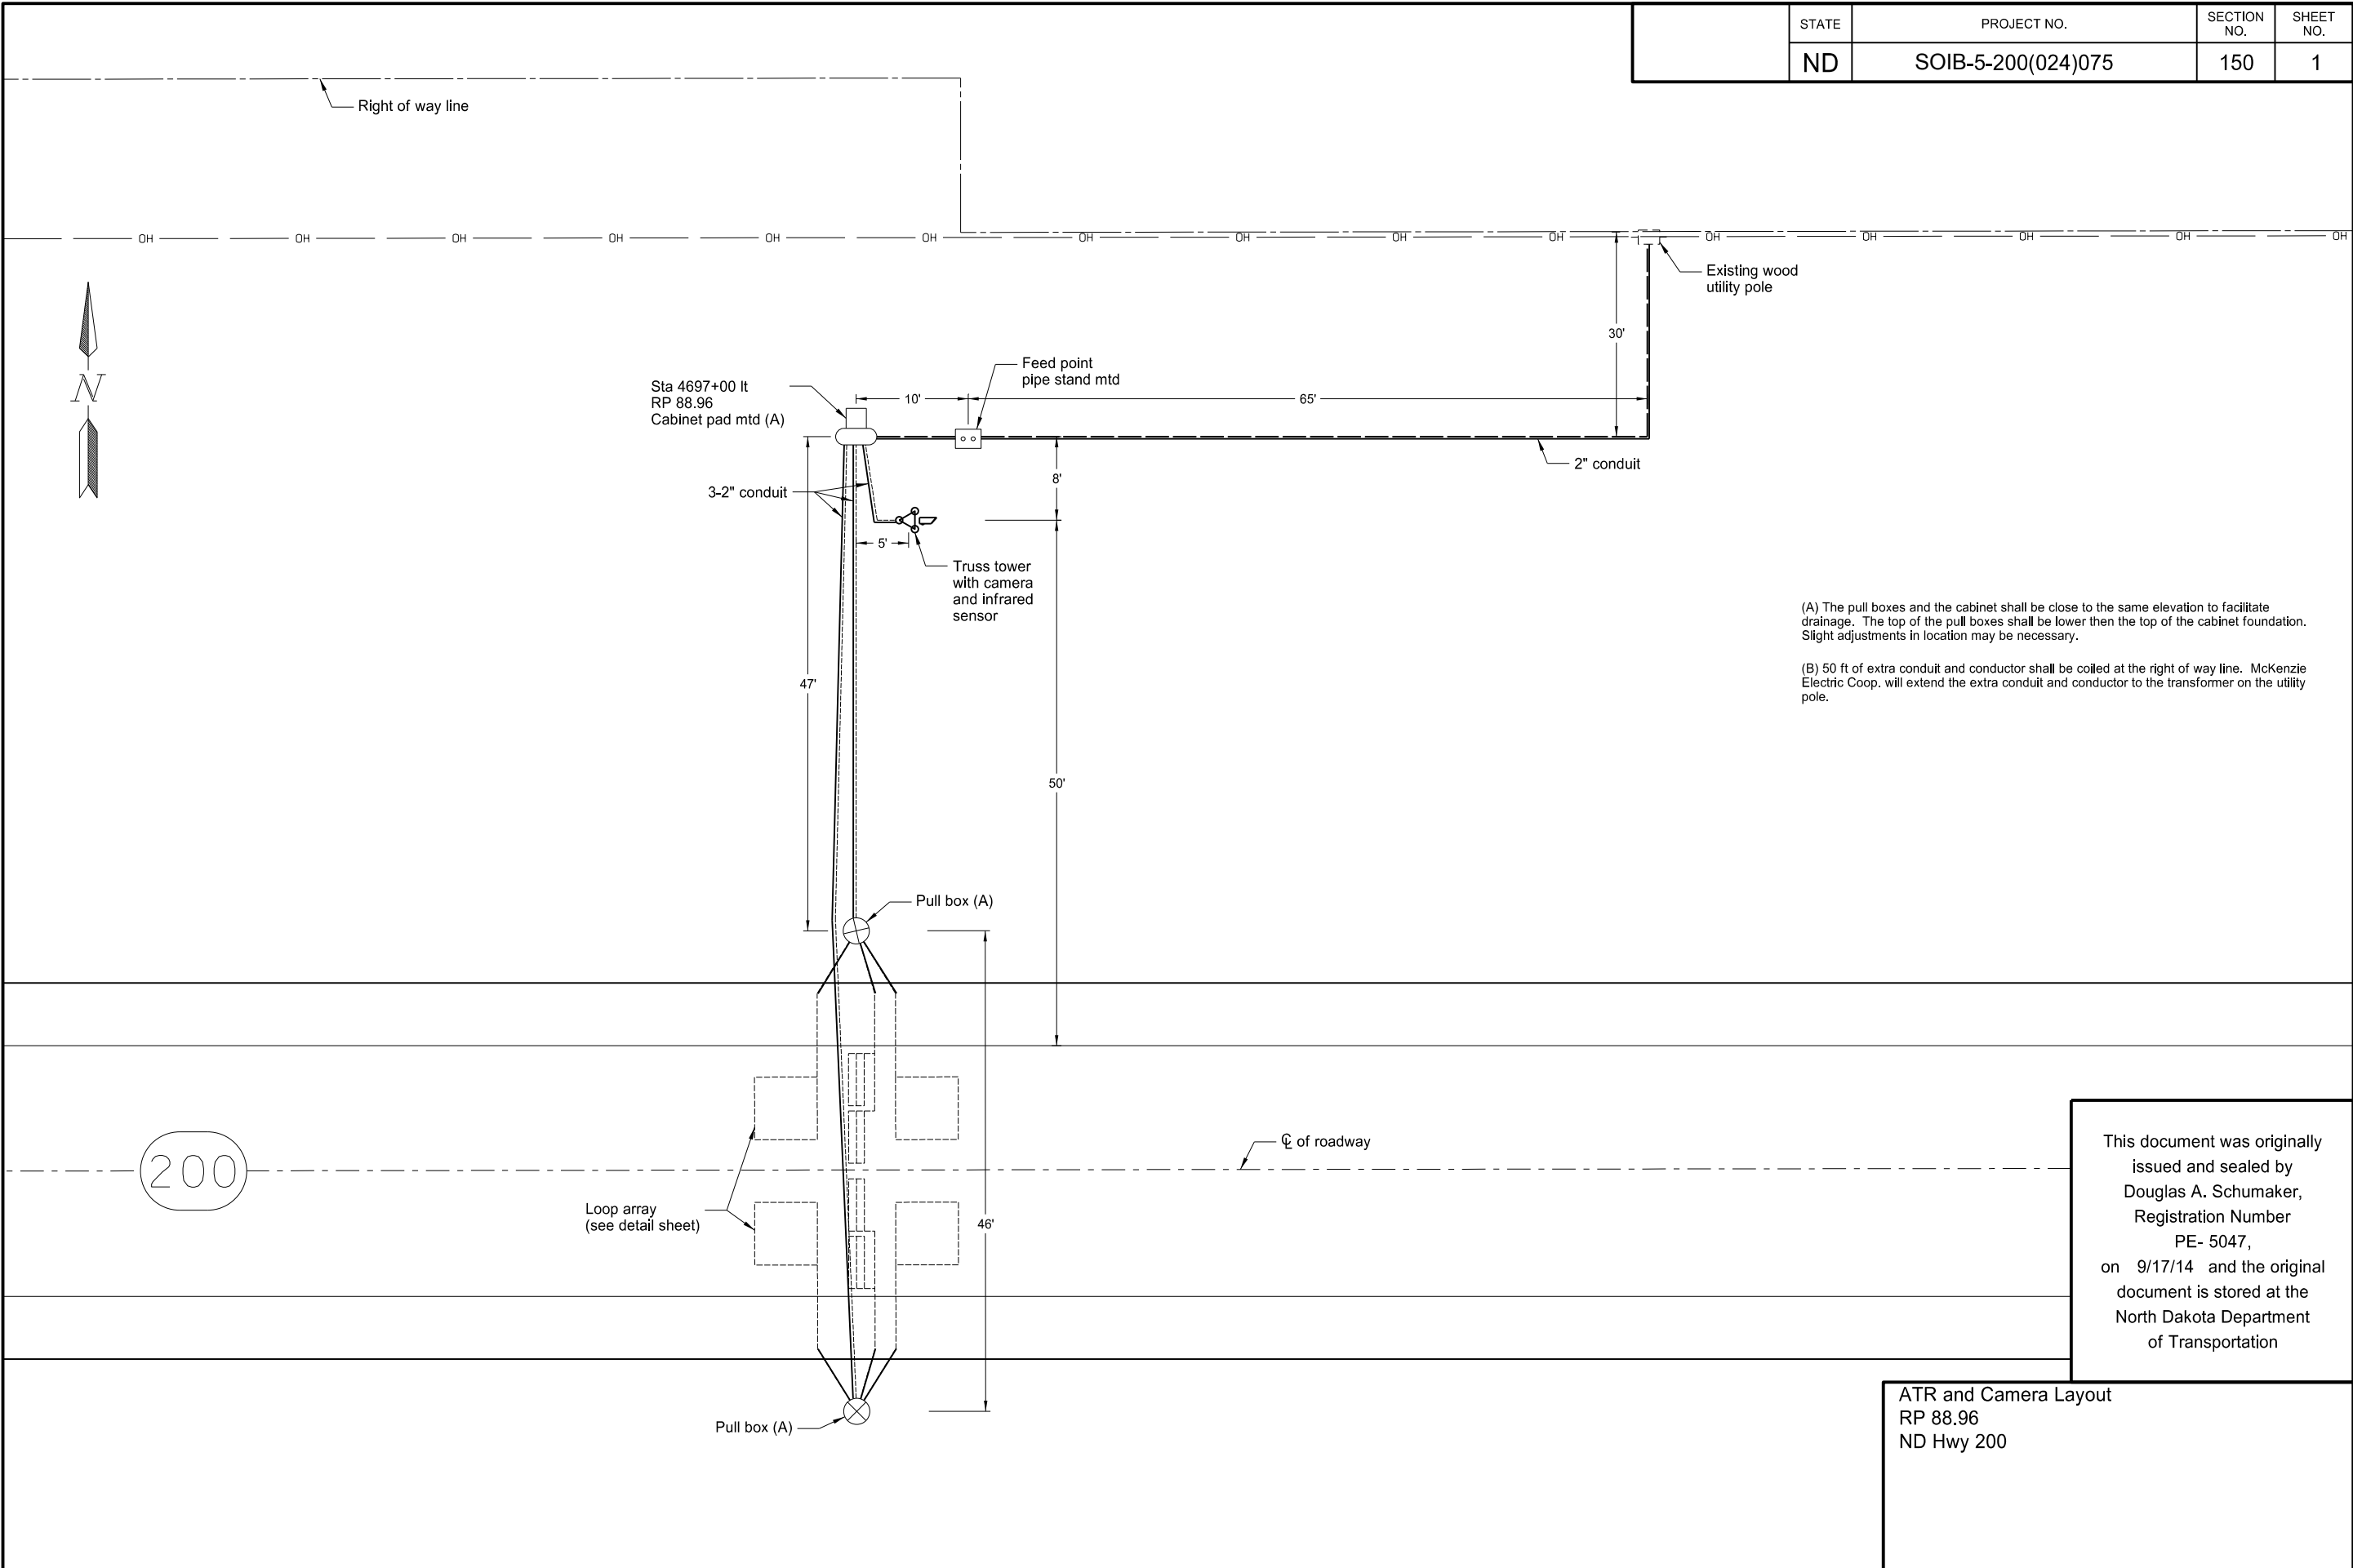 STATE
PROJECT NO.
SECTION
NO.
SHEET
NO.
ND
SOIB-5-200(024)075
150
1
Right of way line
OH OH OH OH OH OH OH OH OH OH OH OH OH OH OH
Existing wood
utility pole
30'
N
Feed point
pipe stand mtd
Sta 4697+00 lt
RP 88.96
Cabinet pad mtd (A)
10'
65'
2" conduit
8'
3-2" conduit
5'
Truss tower
with camera
and infrared
sensor
(A) The pull boxes and the cabinet shall be close to the same elevation to facilitate
drainage. The top of the pull boxes shall be lower then the top of the cabinet foundation.
Slight adjustments in location may be necessary.
(B) 50 ft of extra conduit and conductor shall be coiled at the right of way line. McKenzie
Electric Coop. will extend the extra conduit and conductor to the transformer on the utility
pole.
47'
50'
Pull box (A)
200
℄ of roadway
Loop array
(see detail sheet)
46'
Pull box (A)
This document was originally
issued and sealed by
Douglas A. Schumaker,
Registration Number
PE- 5047,
on 9/17/14 and the original
document is stored at the
North Dakota Department
of Transportation
ATR and Camera Layout
RP 88.96
ND Hwy 200